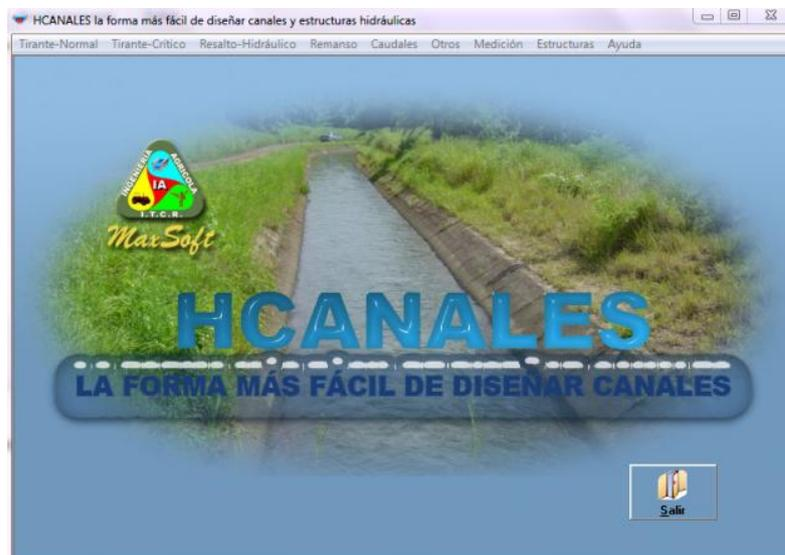 HCANALES la forma más fácil de diseñar canales y estructuras hidráulicas
Tirante-Normal Tirante-Crítico Resalto-Hidráulico Remanso Caudales Otros Medición Estructuras Ayuda
INGENIERIA AGRICOLA
IA
I.T.C.R.
MaxSoft
HCANALES
LA FORMA MÁS FÁCIL DE DISEÑAR CANALES
Salir